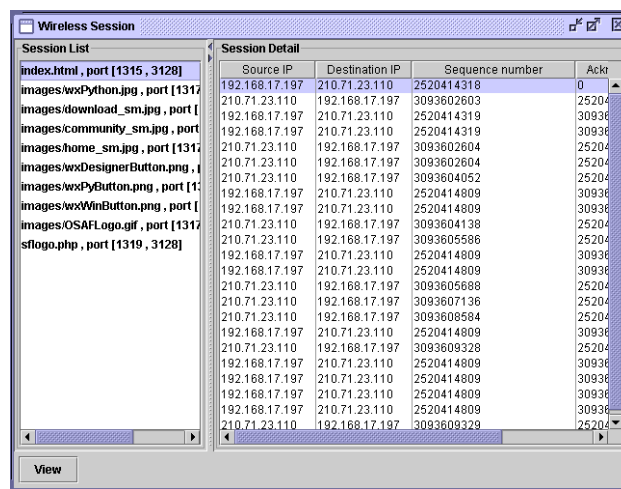 Wireless Session
Session List
index.html , port [1315 , 3128]
images/wxPython.jpg , port [1317
images/download_sm.jpg , port [
images/community_sm.jpg , port
images/home_sm.jpg , port [1317
images/wxDesignerButton.png , p
images/wxPyButton.png , port [13
images/wxWinButton.png , port [
images/OSAFLogo.gif , port [1317
sflogo.php , port [1319 , 3128]
Session Detail
Source IP Destination IP Sequence number Ackn
192.168.17.197 210.71.23.110 2520414318 0
210.71.23.110 192.168.17.197 3093602603 25204
192.168.17.197 210.71.23.110 2520414319 30936
192.168.17.197 210.71.23.110 2520414319 30936
210.71.23.110 192.168.17.197 3093602604 25204
210.71.23.110 192.168.17.197 3093602604 25204
210.71.23.110 192.168.17.197 3093604052 25204
192.168.17.197 210.71.23.110 2520414809 30936
192.168.17.197 210.71.23.110 2520414809 30936
210.71.23.110 192.168.17.197 3093604138 25204
210.71.23.110 192.168.17.197 3093605586 25204
192.168.17.197 210.71.23.110 2520414809 30936
192.168.17.197 210.71.23.110 2520414809 30936
210.71.23.110 192.168.17.197 3093605688 25204
210.71.23.110 192.168.17.197 3093607136 25204
210.71.23.110 192.168.17.197 3093608584 25204
192.168.17.197 210.71.23.110 2520414809 30936
210.71.23.110 192.168.17.197 3093609328 25204
192.168.17.197 210.71.23.110 2520414809 30936
192.168.17.197 210.71.23.110 2520414809 30936
192.168.17.197 210.71.23.110 2520414809 30936
192.168.17.197 210.71.23.110 2520414809 30936
210.71.23.110 192.168.17.197 3093609329 25204
View